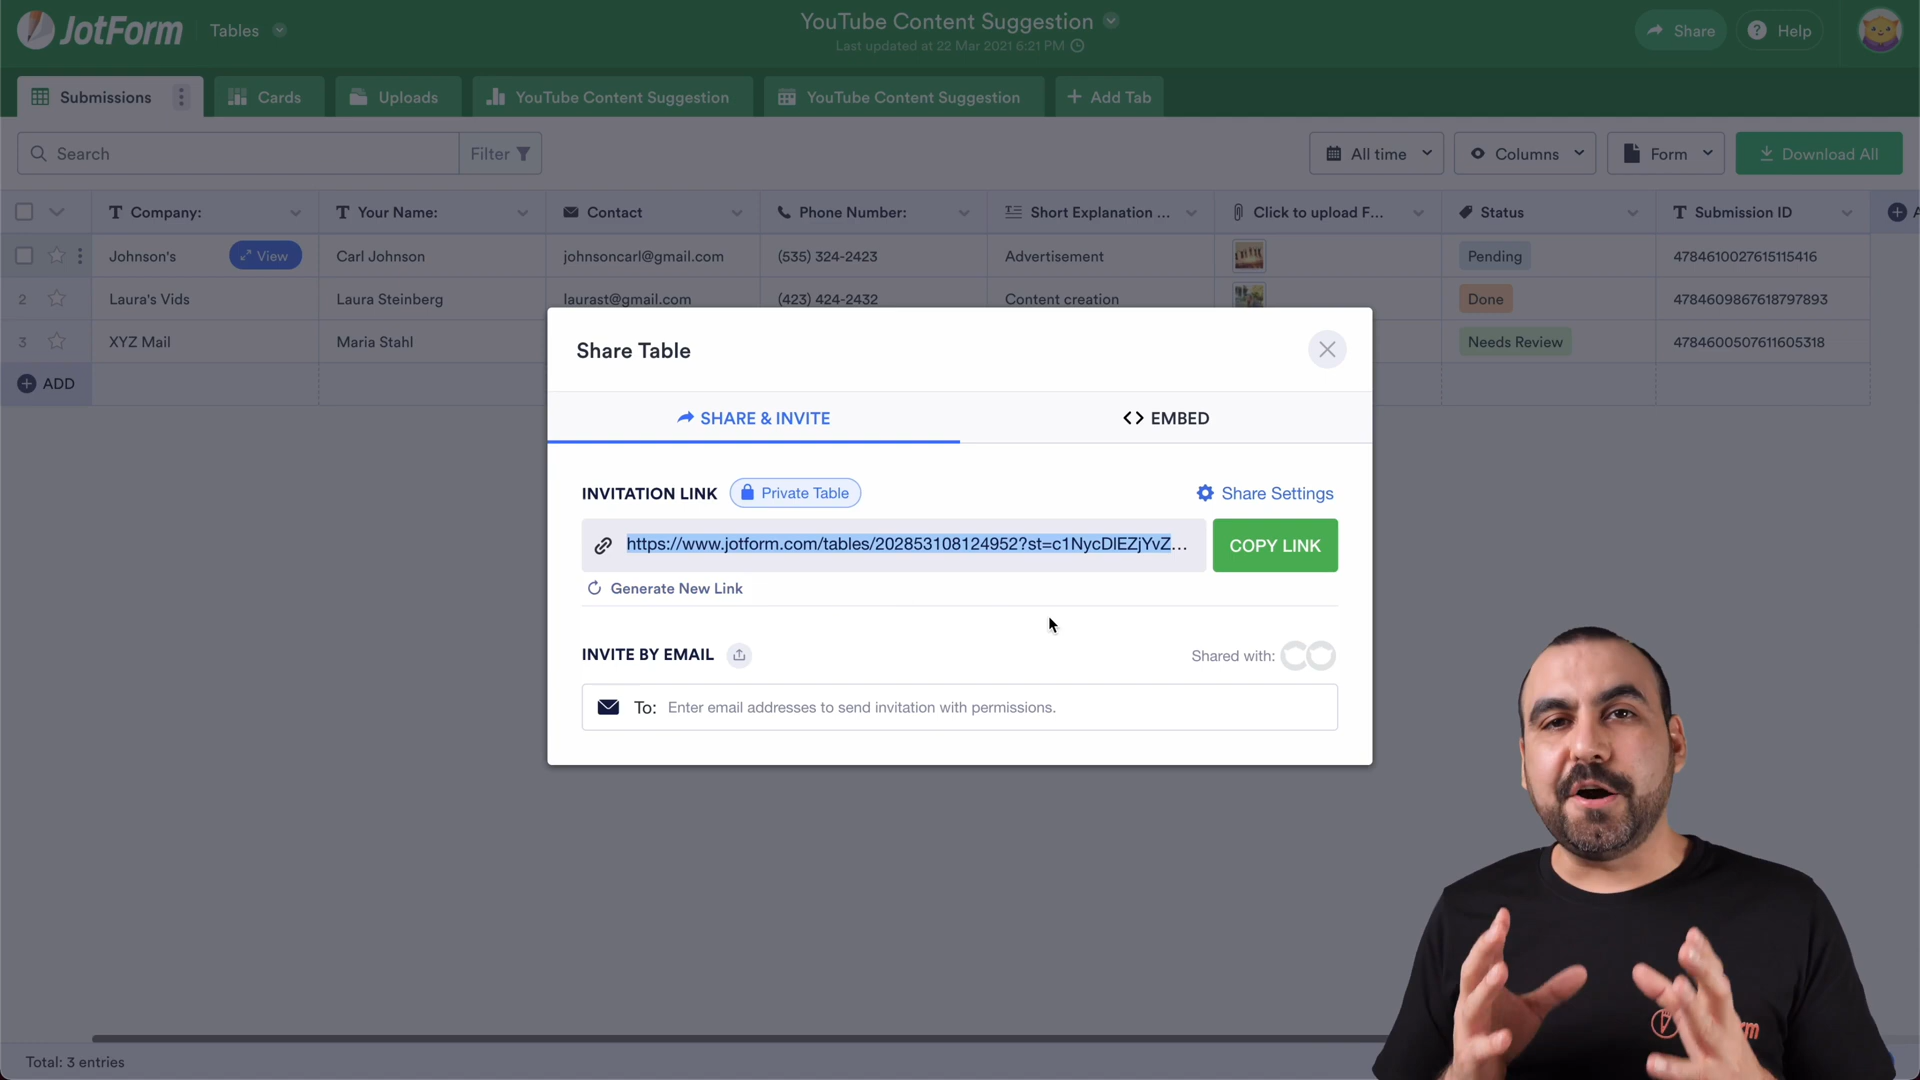 JotForm
Tables
YouTube Content Suggestion
Last updated at 22 Mar 2021 6:21 PM
Share
Help
Submissions
Cards
Uploads
YouTube Content Suggestion
YouTube Content Suggestion
Add Tab
Search
Filter
All time
Columns
Form
Download All
Company:
Your Name:
Contact
Phone Number:
Short Explanation ...
Click to upload F...
Status
Submission ID
Johnson's
View
Carl Johnson
johnsoncarl@gmail.com
(535) 324-2423
Advertisement
Pending
4784610027615115416
2
Laura's Vids
Laura Steinberg
laurast@gmail.com
(423) 424-2432
Content creation
Done
4784609867618797893
3
XYZ Mail
Maria Stahl
Needs Review
4784600507611605318
ADD
Share Table
SHARE & INVITE
EMBED
INVITATION LINK
Private Table
Share Settings
https://www.jotform.com/tables/202853108124952?st=c1NycDlEZjYvZ...
COPY LINK
Generate New Link
INVITE BY EMAIL
Shared with:
To:
Enter email addresses to send invitation with permissions.
Total: 3 entries